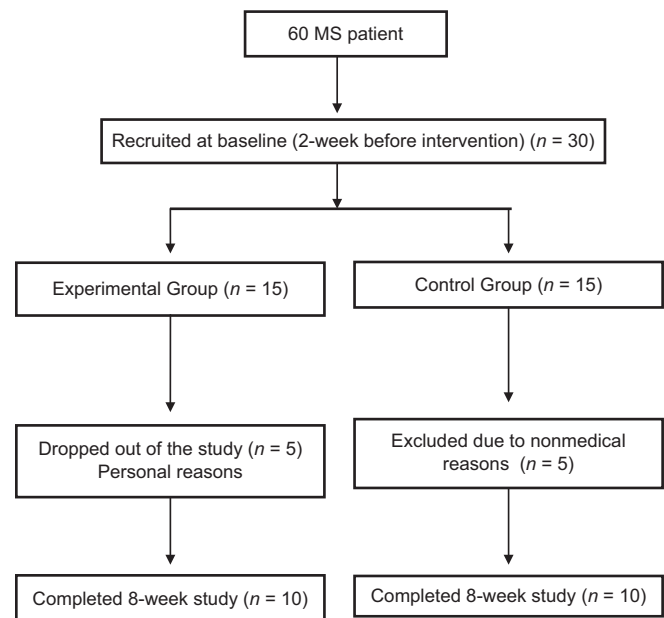 60 MS patient
Recruited at baseline (2-week before intervention) (n = 30)
Experimental Group (n = 15)
Control Group (n = 15)
Dropped out of the study (n = 5)
Personal reasons
Excluded due to nonmedical
reasons (n = 5)
Completed 8-week study (n = 10)
Completed 8-week study (n = 10)